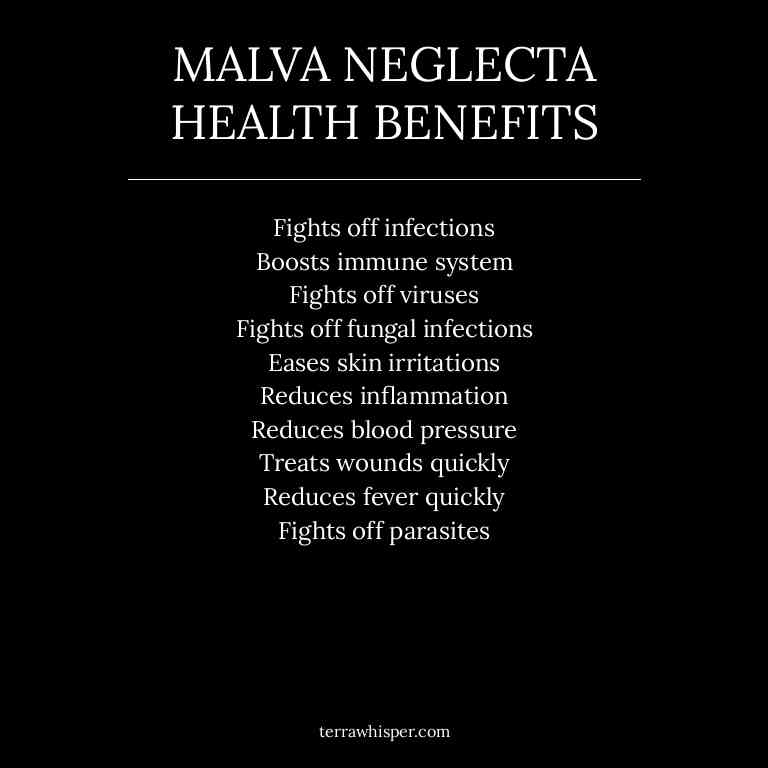 MALVA NEGLECTA
HEALTH BENEFITS
Fights off infections
Boosts immune system
Fights off viruses
Fights off fungal infections
Eases skin irritations
Reduces inflammation
Reduces blood pressure
Treats wounds quickly
Reduces fever quickly
Fights off parasites
terrawhisper.com